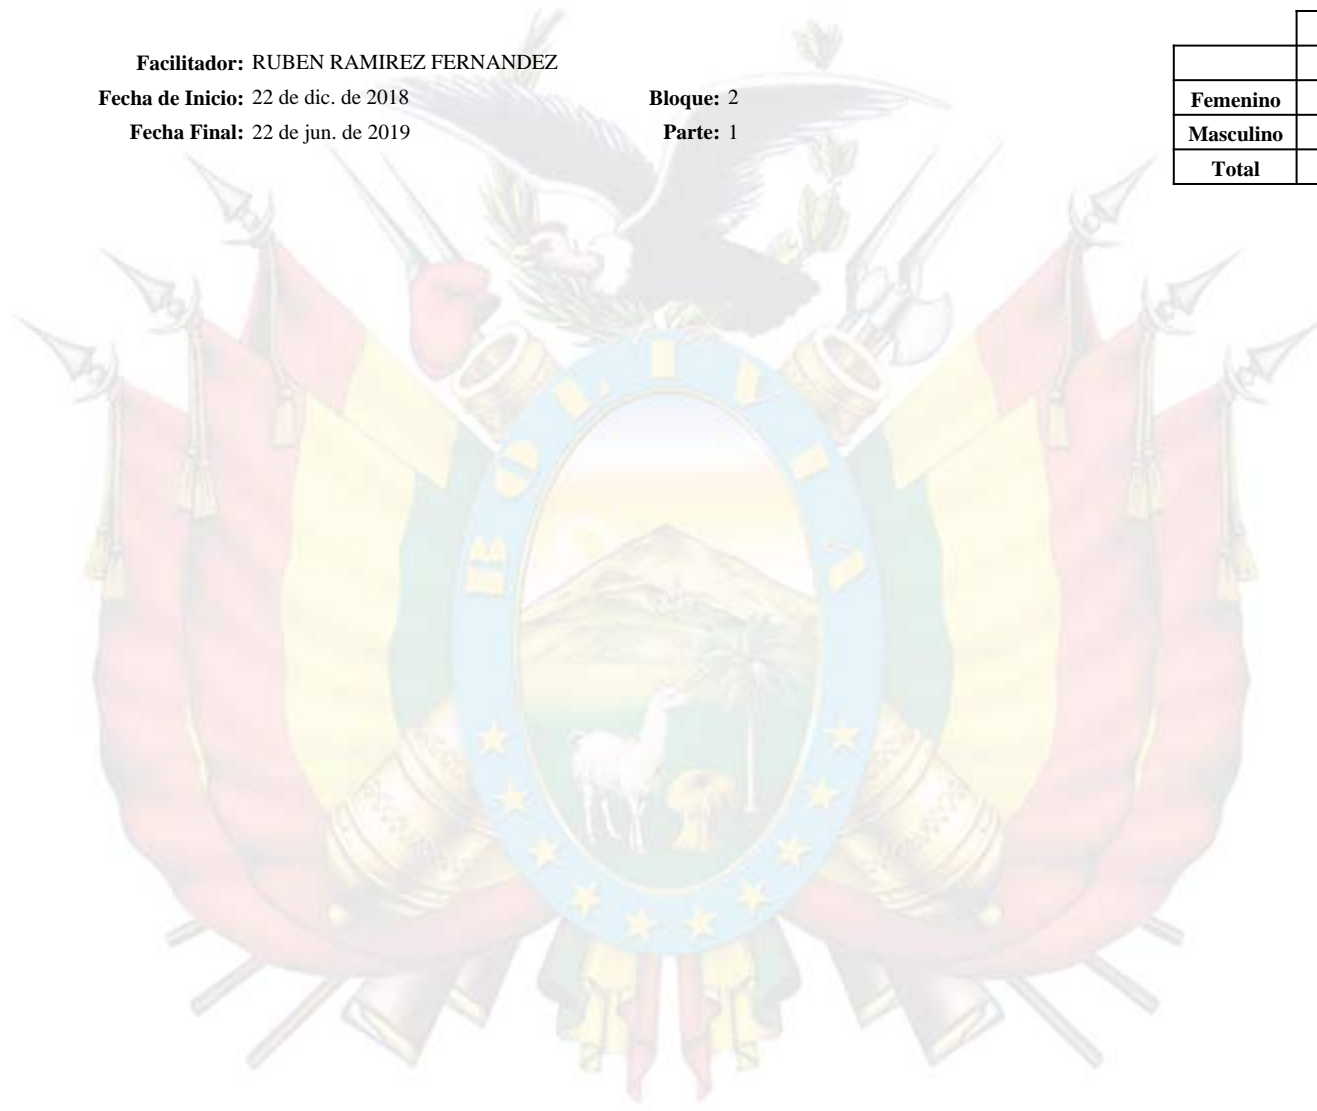 Facilitador: RUBEN RAMIREZ FERNANDEZ
Fecha de Inicio: 22 de dic. de 2018 Bloque: 2
Fecha Final: 22 de jun. de 2019 Parte: 1
Femenino
Masculino
Total
BOLIVIA